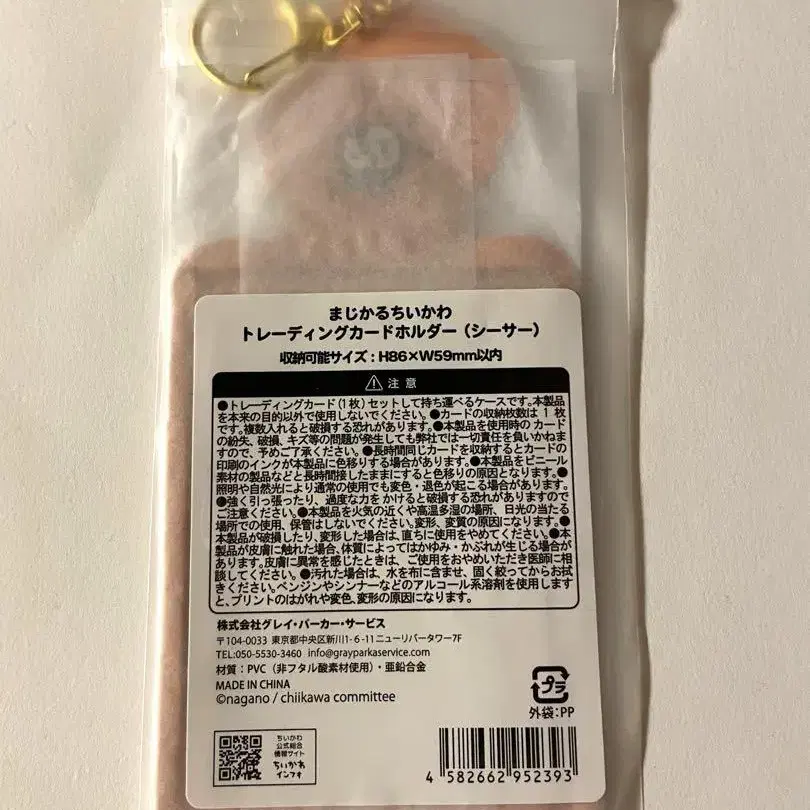 まじかるちいかわ
トレーディングカードホルダー（シーサー）
収納可能サイズ：H86×W59mm以内
⚠ 注 意
●トレーディングカード（1枚）セットして持ち運べるケースです。本製品
を本来の目的以外で使用しないでください。●カードの収納枚数は 1 枚
です。複数入れると破損する恐れがあります。●本製品を使用時の カード
の紛失、破損、キズ等の問題が発生しても弊社では一切責任を負いかねま
すので、予めご了承ください。●長時間同じカードを収納するとカードの
印刷のインクが本製品に色移りする場合があります。●本製品をビニール
素材の製品などと長時間接したままにすると色移りの原因となります。●
照明や自然光により通常の使用でも変色・退色が起こる場合があります。
●強く引っ張ったり、過度な力を かけると破損する恐れがありますので
ご注意ください。●本製品を火気の近くや高温多湿の場所、日光の当たる
場所での使用、保管はしないでください。変形、変質の原因になります。●
本製品が破損したり、変形した場合は、直ちに使用をやめてください。●本
製品が皮膚に触れた場合、体質によってはかゆみ・かぶれが生じる場合が
あります。皮膚に異常を感じたときは、ご使用をおやめいただき医師に相
談してください。●汚れた場合は、水を布に含ませ、固く絞ってからお拭
きください。ベンジンやシンナーなどのアルコール系溶剤を使用します
と、プリントのはがれや変色、変形の原因になります。
株式会社グレイ・パーカー・サービス
〒104-0033 東京都中央区新川1-6-11ニューリバータワー7F
TEL:050-5530-3460 info@grayparkaservice.com
材質：PVC（非フタル酸素材使用）・亜鉛合金
MADE IN CHINA
©nagano / chiikawa committee
プラ
外袋：PP
ちいかわ
公式総合
情報サイト
ちいかわ
インフォ
4 582662 952393